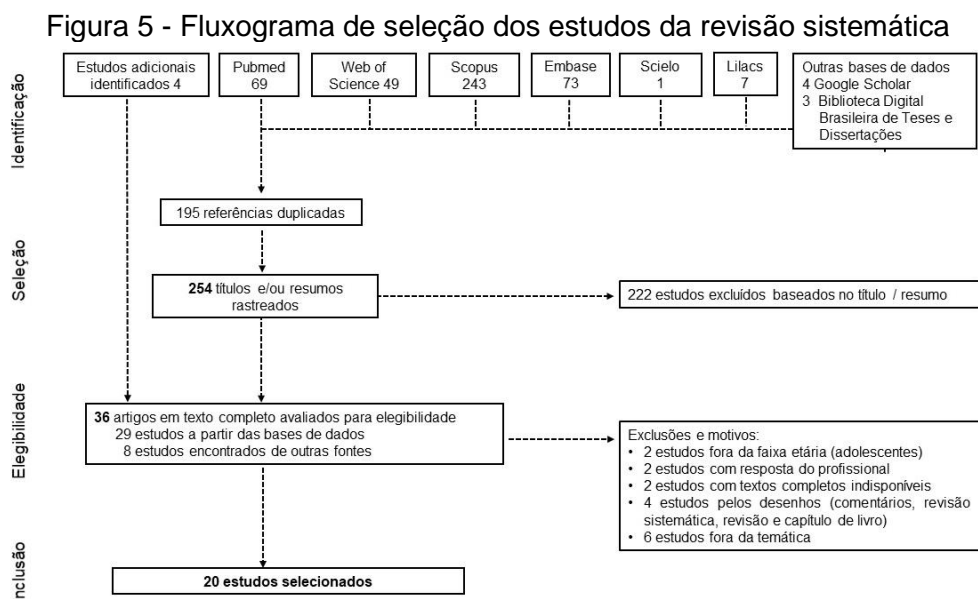 Figura 5 - Fluxograma de seleção dos estudos da revisão sistemática
Identificação
Estudos adicionais
identificados 4
Pubmed
69
Web of
Science 49
Scopus
243
Embase
73
Scielo
1
Lilacs
7
Outras bases de dados
4 Google Scholar
3 Biblioteca Digital
Brasileira de Teses e
Dissertações
195 referências duplicadas
Seleção
254 títulos e/ou resumos
rastreados
222 estudos excluídos baseados no título / resumo
Elegibilidade
36 artigos em texto completo avaliados para elegibilidade
29 estudos a partir das bases de dados
8 estudos encontrados de outras fontes
Exclusões e motivos:
• 2 estudos fora da faixa etária (adolescentes)
• 2 estudos com resposta do profissional
• 2 estudos com textos completos indisponíveis
• 4 estudos pelos desenhos (comentários, revisão
sistemática, revisão e capítulo de livro)
• 6 estudos fora da temática
nclusão
20 estudos selecionados